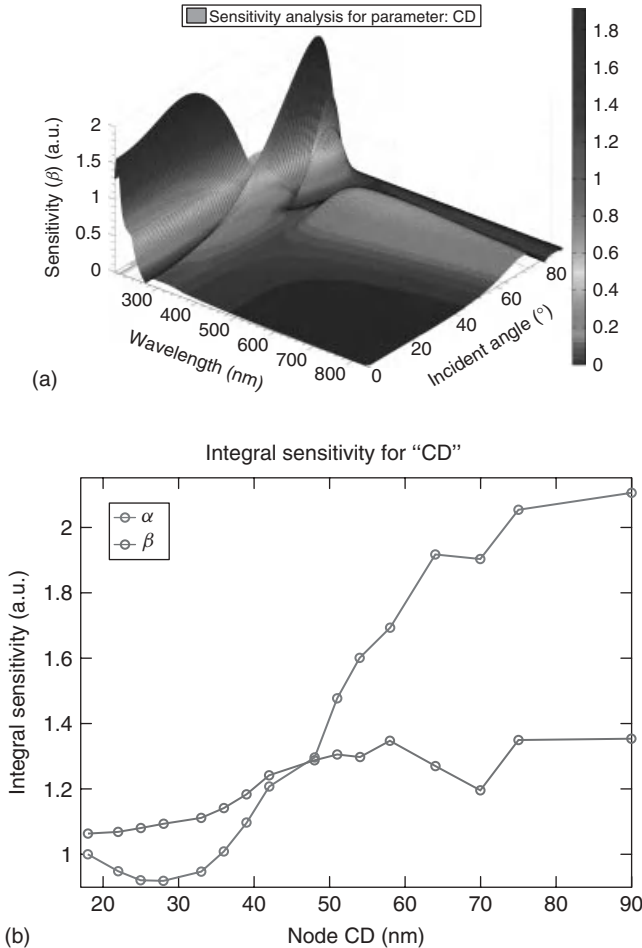 Sensitivity analysis for parameter: CD
Sensitivity (β) (a.u.)
2
1.5
1
0.5
0
300
400
500
600
700
800
Wavelength (nm)
0
20
40
60
80
Incident angle (°)
1.8
1.6
1.4
1.2
1
0.8
0.6
0.4
0.2
0
(a)
Integral sensitivity for “CD”
α
β
Integral sensitivity (a.u.)
2
1.8
1.6
1.4
1.2
1
20 30 40 50 60 70 80 90
Node CD (nm)
(b)